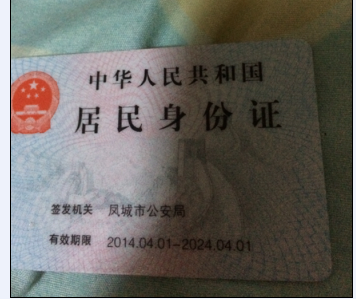 中华人民共和国
居民身份证
签发机关 凤城市公安局
有效期限 2014.04.01-2024.04.01